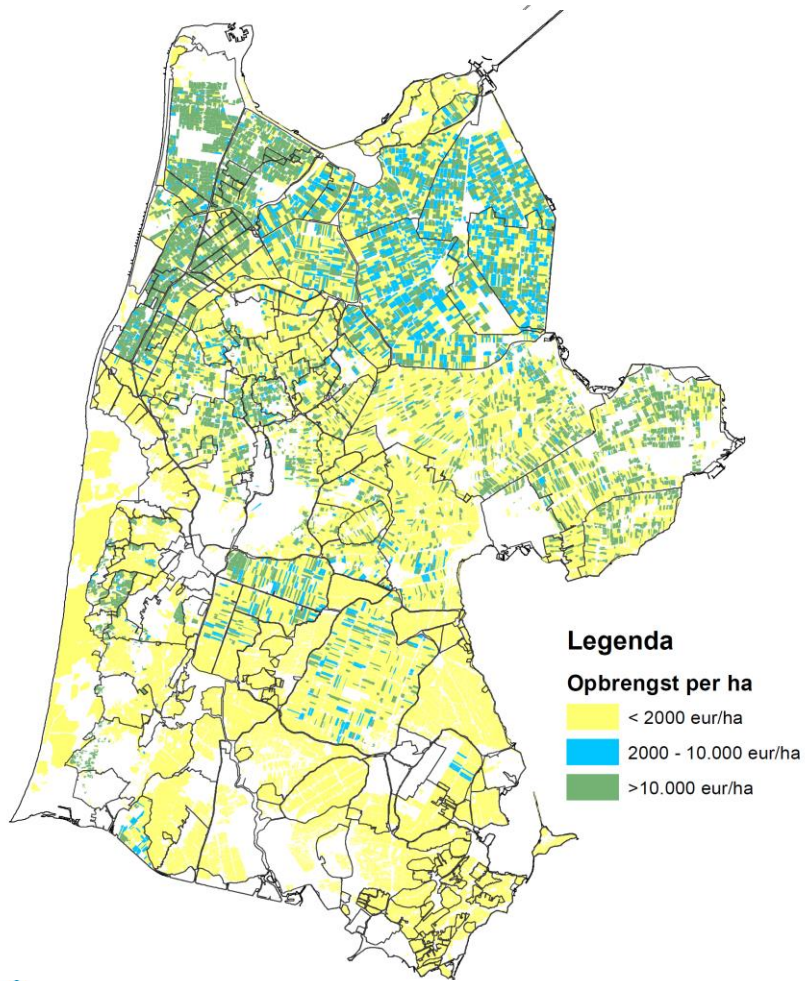 Legenda
Opbrengst per ha
< 2000 eur/ha
2000 - 10.000 eur/ha
>10.000 eur/ha